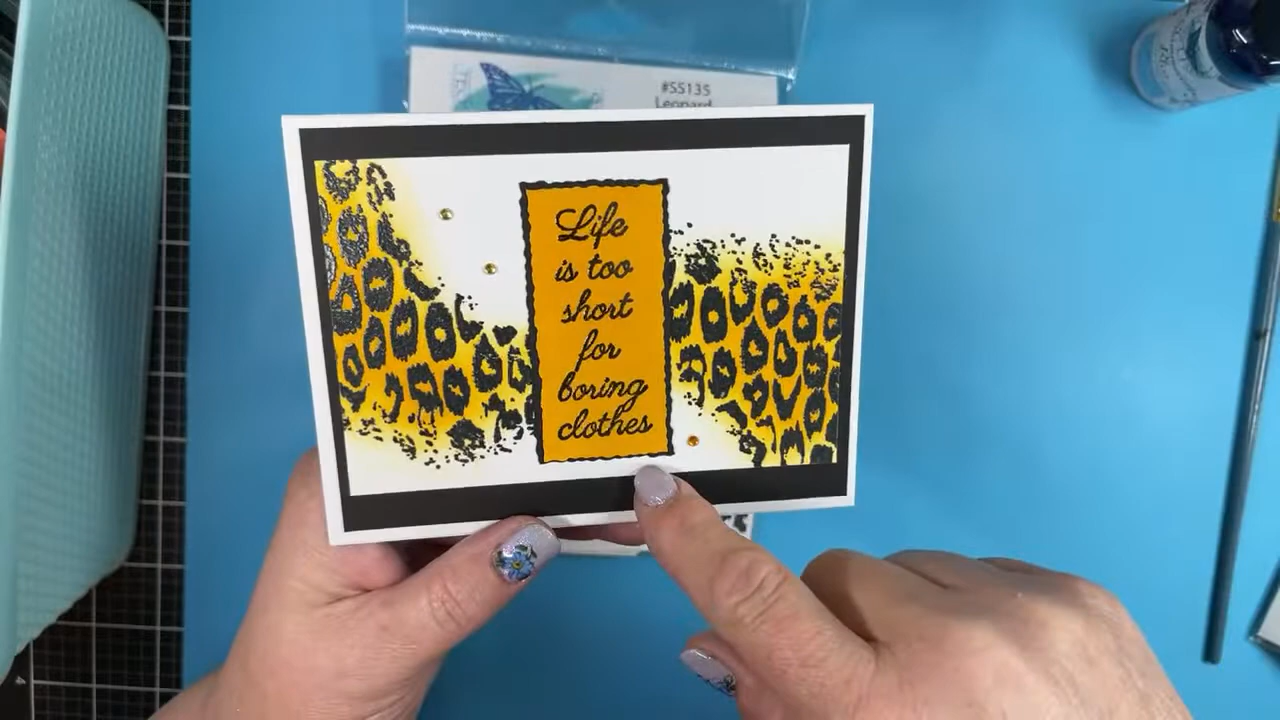 #SS135
Leopard
Life
is too
short
for
boring
clothes